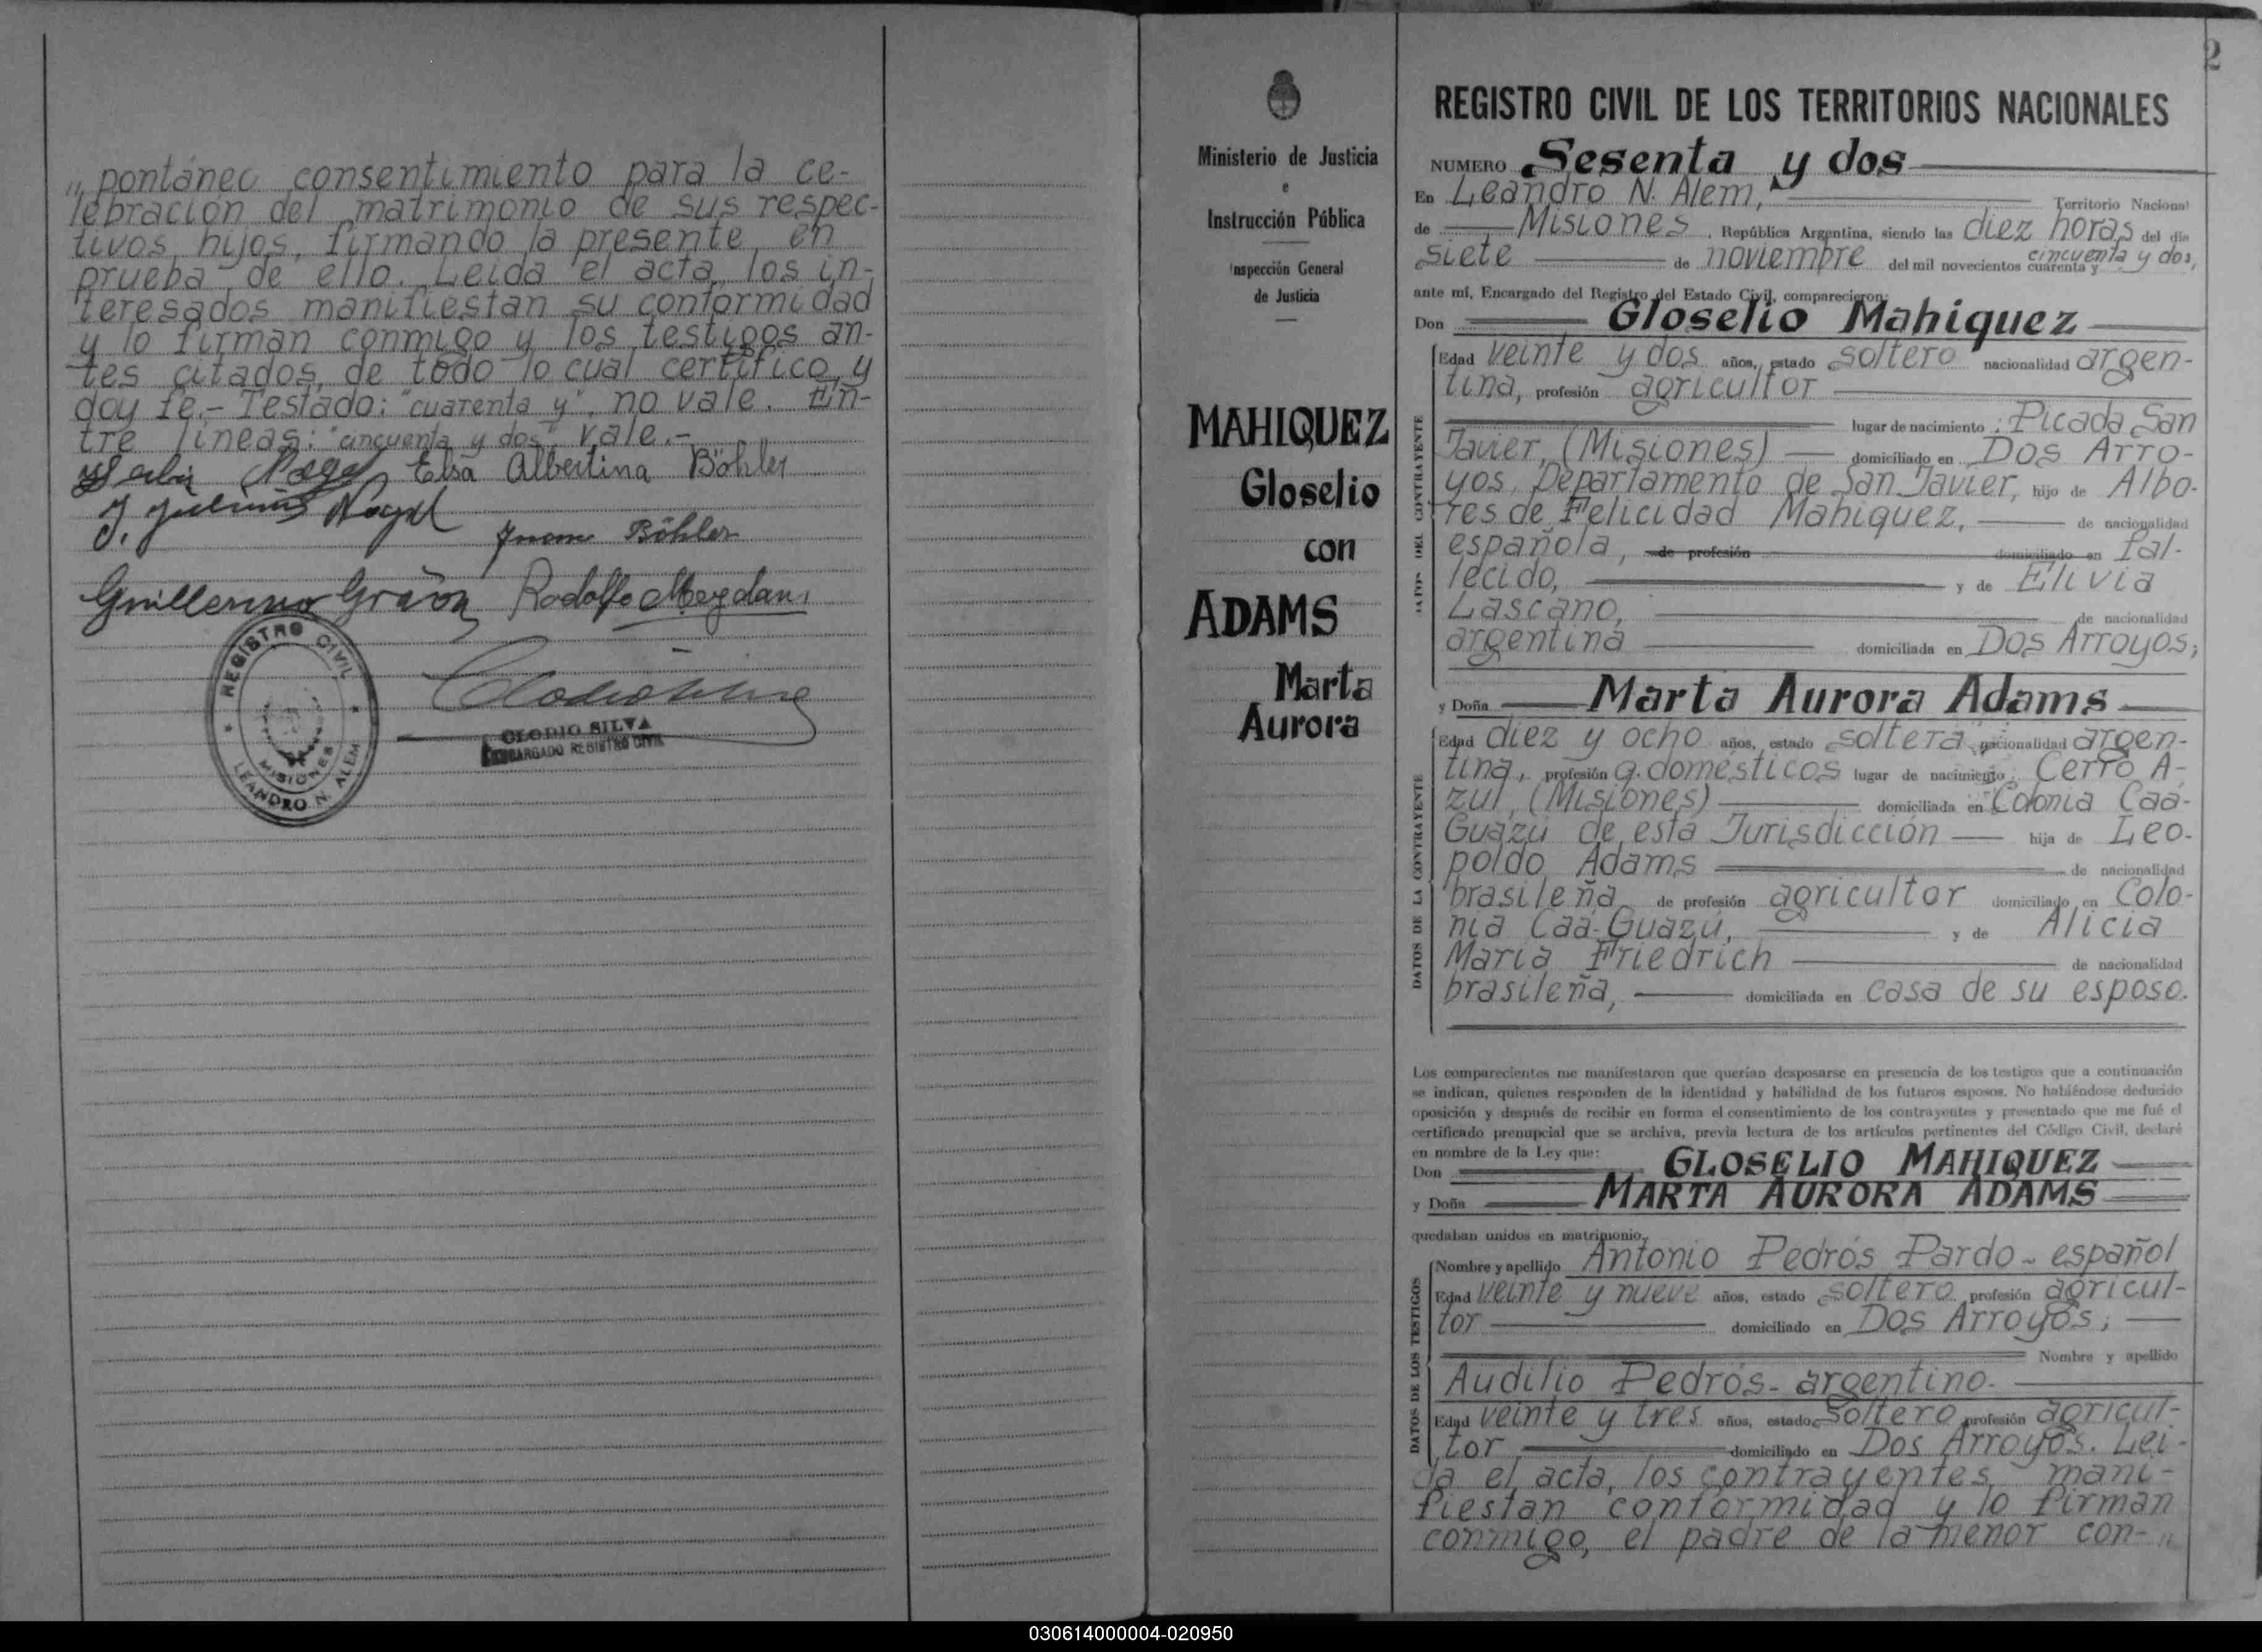 „ pontáneo consentimiento para la ce-
lebración del matrimonio de sus respec-
tivos hijos, firmando la presente en
prueba de ello. Leida el acta, los in-
teresados manifiestan su conformidad
y lo firman conmigo y los testigos an-
tes citados, de todo lo cual certifico y
doy fe.- Testado: "cuarenta y", no vale. En-
tre líneas: "cincuenta y dos", vale.-
Elsa Albertina Böhler
J. Julius Nagel
Böhler
Guillermo Rodolfo
REGISTRO CIVIL
MISIONES
LEANDRO N. ALEM
CLODIO SILVA
ENCARGADO REGISTRO CIVIL
Ministerio de Justicia
e
Instrucción Pública
Inspección General
de Justicia
MAHIQUEZ
Gloselio
con
ADAMS
Marta
Aurora
2
REGISTRO CIVIL DE LOS TERRITORIOS NACIONALES
NUMERO Sesenta y dos
En Leandro N. Alem, Territorio Nacional
de Misiones, República Argentina, siendo las diez horas del día
siete de noviembre del mil novecientos cuarenta y cincuenta y dos,
ante mí, Encargado del Registro del Estado Civil, comparecieron:
Don Gloselio Mahiquez
Edad veinte y dos años, estado soltero nacionalidad argen-
tina, profesión agricultor
lugar de nacimiento: Picada San
Javier, (Misiones) domiciliado en Dos Arro-
yos, Departamento de San Javier, hijo de Albo-
res de Felicidad Mahiquez, de nacionalidad
española, de profesión domiciliado en fal-
lecido, y de Elivia
Lascano, de nacionalidad
argentina domiciliada en Dos Arroyos;
DATOS DEL CONTRAYENTE
y Doña Marta Aurora Adams
Edad diez y ocho años, estado soltera, nacionalidad argen-
tina, profesión q. domésticos lugar de nacimiento: Cerro A-
zul, (Misiones) domiciliada en Colonia Caá-
Guazú de esta Jurisdicción hija de Leo-
poldo Adams de nacionalidad
brasileña de profesión agricultor domiciliado en Colo-
nia Caá-Guazú, y de Alicia
María Friedrich de nacionalidad
brasileña, domiciliada en casa de su esposo.
DATOS DE LA CONTRAYENTE
Los comparecientes me manifestaron que querían desposarse en presencia de los testigos que a continuación
se indican, quienes responden de la identidad y habilidad de los futuros esposos. No habiéndose deducido
oposición y después de recibir en forma el consentimiento de los contrayentes y presentado que me fué el
certificado prenupcial que se archiva, previa lectura de los artículos pertinentes del Código Civil, declaré
en nombre de la Ley que:
Don GLOSELIO MAHIQUEZ
y Doña MARTA AURORA ADAMS
quedaban unidos en matrimonio.
Nombre y apellido Antonio Pedrós Pardo - español
Edad veinte y nueve años, estado soltero profesión agricul-
tor domiciliado en Dos Arroyos;
Nombre y apellido
Audilio Pedrós - argentino.
Edad veinte y tres años, estado soltero profesión agricul-
tor domiciliado en Dos Arroyos. Lei-
DATOS DE LOS TESTIGOS
da el acta, los contrayentes mani-
fiestan conformidad y lo firman
conmigo, el padre de la menor con- „
030614000004-020950